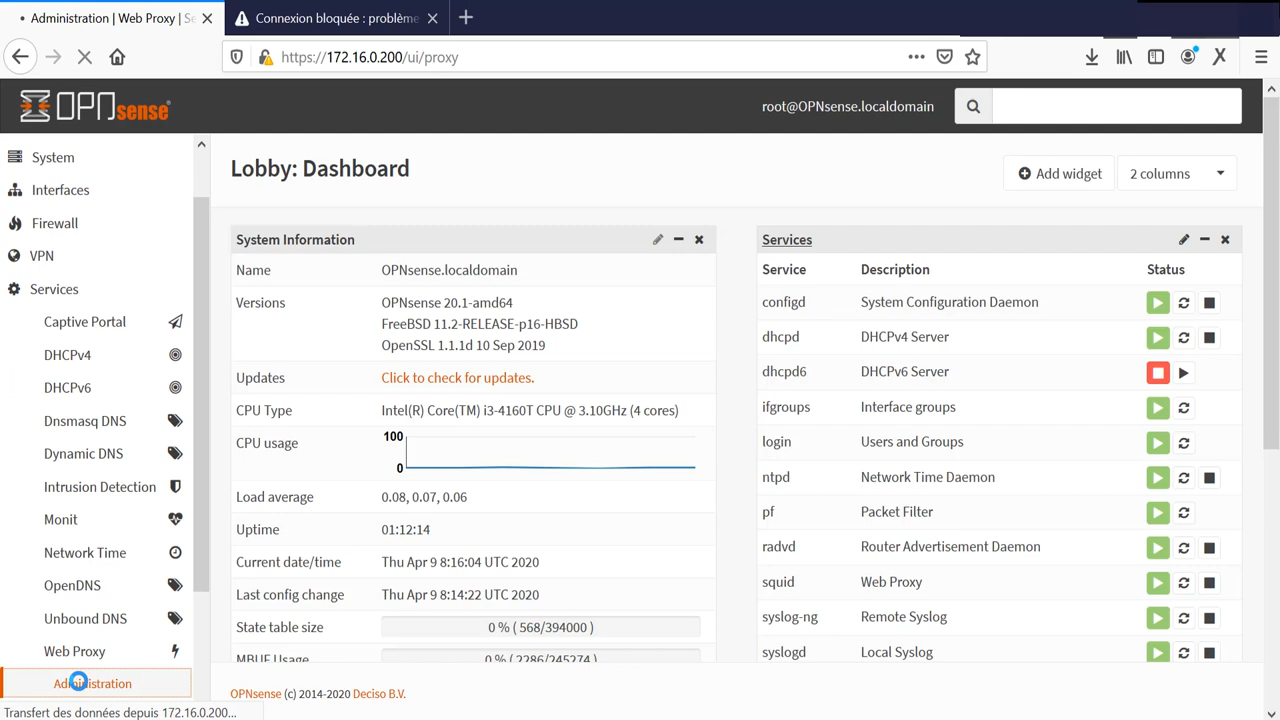 Administration | Web Proxy | Se
Connexion bloquée : problème
https://172.16.0.200/ui/proxy
OPNsense
root@OPNsense.localdomain
System
Interfaces
Firewall
VPN
Services
Captive Portal
DHCPv4
DHCPv6
Dnsmasq DNS
Dynamic DNS
Intrusion Detection
Monit
Network Time
OpenDNS
Unbound DNS
Web Proxy
Administration
Transfert des données depuis 172.16.0.200...
Lobby: Dashboard
Add widget
2 columns
System Information
Name OPNsense.localdomain
Versions OPNsense 20.1-amd64
FreeBSD 11.2-RELEASE-p16-HBSD
OpenSSL 1.1.1d 10 Sep 2019
Updates Click to check for updates.
CPU Type Intel(R) Core(TM) i3-4160T CPU @ 3.10GHz (4 cores)
CPU usage 100
0
Load average 0.08, 0.07, 0.06
Uptime 01:12:14
Current date/time Thu Apr 9 8:16:04 UTC 2020
Last config change Thu Apr 9 8:14:22 UTC 2020
State table size 0 % ( 568/394000 )
MBUF Usage 0 % ( 2286/245274 )
Services
Service Description Status
configd System Configuration Daemon
dhcpd DHCPv4 Server
dhcpd6 DHCPv6 Server
ifgroups Interface groups
login Users and Groups
ntpd Network Time Daemon
pf Packet Filter
radvd Router Advertisement Daemon
squid Web Proxy
syslog-ng Remote Syslog
syslogd Local Syslog
OPNsense (c) 2014-2020 Deciso B.V.